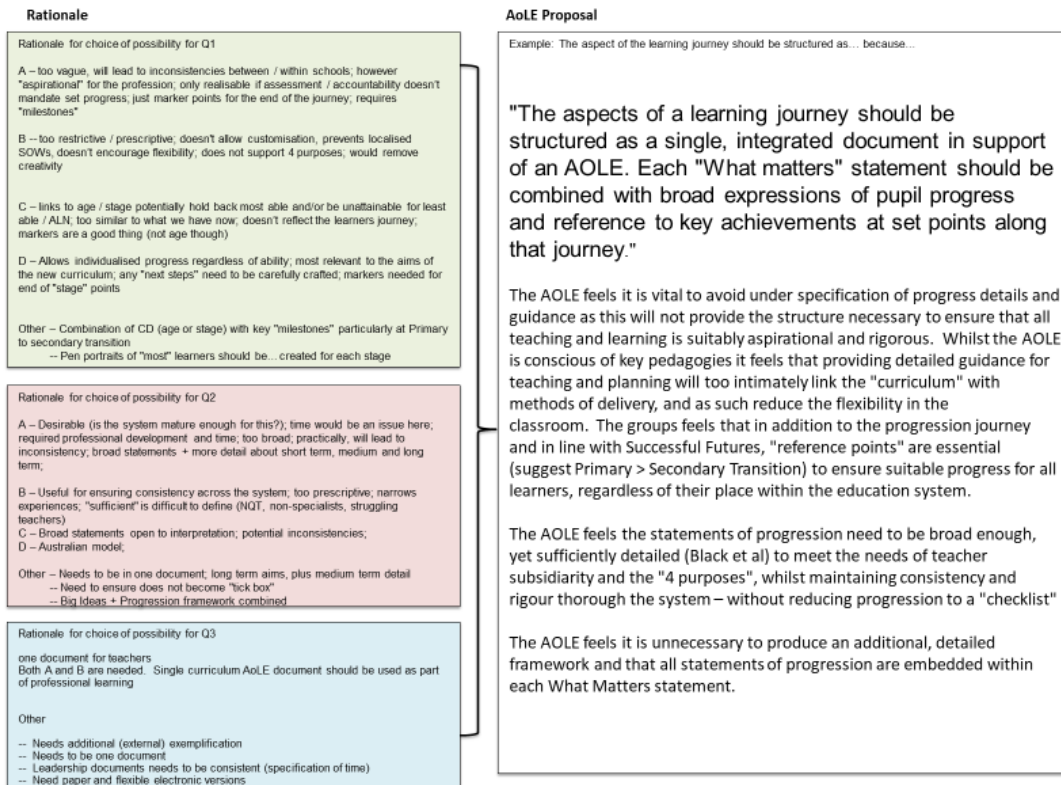 Rationale
Rationale for choice of possibility for Q1
A – too vague, will lead to inconsistencies between / within schools; however
"aspirational" for the profession; only realisable if assessment / accountability doesn't
mandate set progress; just marker points for the end of the journey; requires
"milestones"
B -- too restrictive / prescriptive; doesn't allow customisation, prevents localised
SOWs, doesn't encourage flexibility; does not support 4 purposes; would remove
creativity
C – links to age / stage potentially hold back most able and/or be unattainable for least
able / ALN; too similar to what we have now; doesn't reflect the learners journey;
markers are a good thing (not age though)
D – Allows individualised progress regardless of ability; most relevant to the aims of
the new curriculum; any "next steps" need to be carefully crafted; markers needed for
end of "stage" points
Other – Combination of CD (age or stage) with key "milestones" particularly at Primary
to secondary transition
-- Pen portraits of "most" learners should be... created for each stage
Rationale for choice of possibility for Q2
A – Desirable (is the system mature enough for this?); time would be an issue here;
required professional development and time; too broad; practically, will lead to
inconsistency; broad statements + more detail about short term, medium and long
term;
B – Useful for ensuring consistency across the system; too prescriptive; narrows
experiences; "sufficient" is difficult to define (NQT, non-specialists, struggling
teachers)
C – Broad statements open to interpretation; potential inconsistencies;
D – Australian model;
Other – Needs to be in one document; long term aims, plus medium term detail
-- Need to ensure does not become "tick box"
-- Big Ideas + Progression framework combined
Rationale for choice of possibility for Q3
one document for teachers
Both A and B are needed. Single curriculum AoLE document should be used as part
of professional learning
Other
-- Needs additional (external) exemplification
-- Needs to be one document
-- Leadership documents needs to be consistent (specification of time)
-- Need paper and flexible electronic versions
AoLE Proposal
Example: The aspect of the learning journey should be structured as... because...
"The aspects of a learning journey should be
structured as a single, integrated document in support
of an AOLE. Each "What matters" statement should be
combined with broad expressions of pupil progress
and reference to key achievements at set points along
that journey."
The AOLE feels it is vital to avoid under specification of progress details and
guidance as this will not provide the structure necessary to ensure that all
teaching and learning is suitably aspirational and rigorous. Whilst the AOLE
is conscious of key pedagogies it feels that providing detailed guidance for
teaching and planning will too intimately link the "curriculum" with
methods of delivery, and as such reduce the flexibility in the
classroom. The groups feels that in addition to the progression journey
and in line with Successful Futures, "reference points" are essential
(suggest Primary > Secondary Transition) to ensure suitable progress for all
learners, regardless of their place within the education system.
The AOLE feels the statements of progression need to be broad enough,
yet sufficiently detailed (Black et al) to meet the needs of teacher
subsidiarity and the "4 purposes", whilst maintaining consistency and
rigour thorough the system – without reducing progression to a "checklist"
The AOLE feels it is unnecessary to produce an additional, detailed
framework and that all statements of progression are embedded within
each What Matters statement.